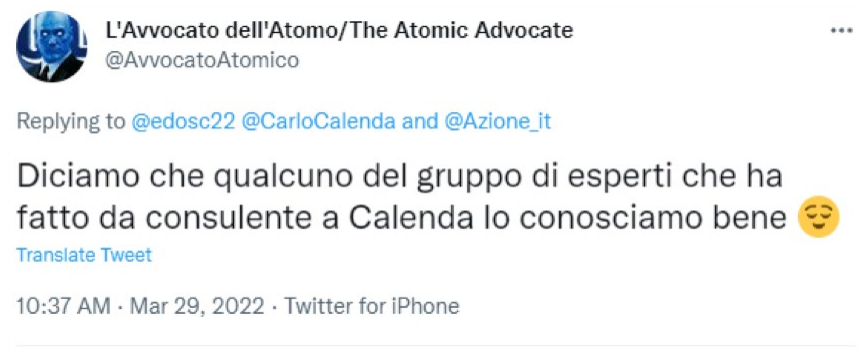 L'Avvocato dell'Atomo/The Atomic Advocate
@AvvocatoAtomico
Replying to @edosc22 @CarloCalenda and @Azione_it
Diciamo che qualcuno del gruppo di esperti che ha
fatto da consulente a Calenda lo conosciamo bene 😌
Translate Tweet
10:37 AM · Mar 29, 2022 · Twitter for iPhone